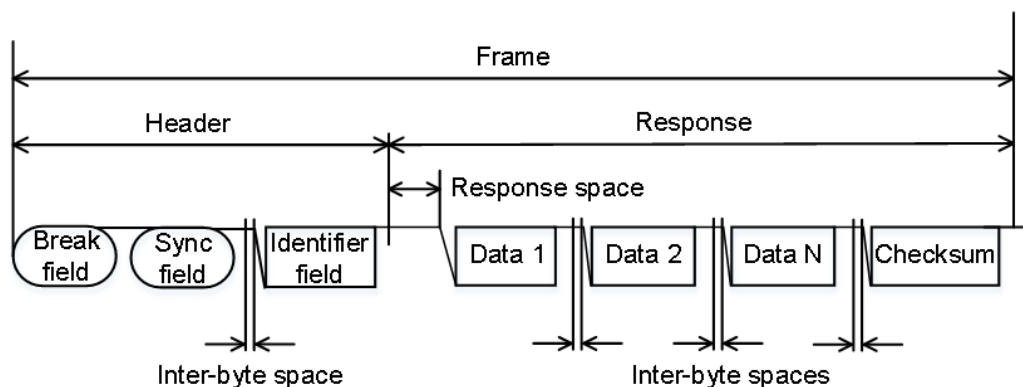 Frame
Header
Response
Response space
Break
field
Sync
field
Identifier
field
Data 1
Data 2
Data N
Checksum
Inter-byte space
Inter-byte spaces